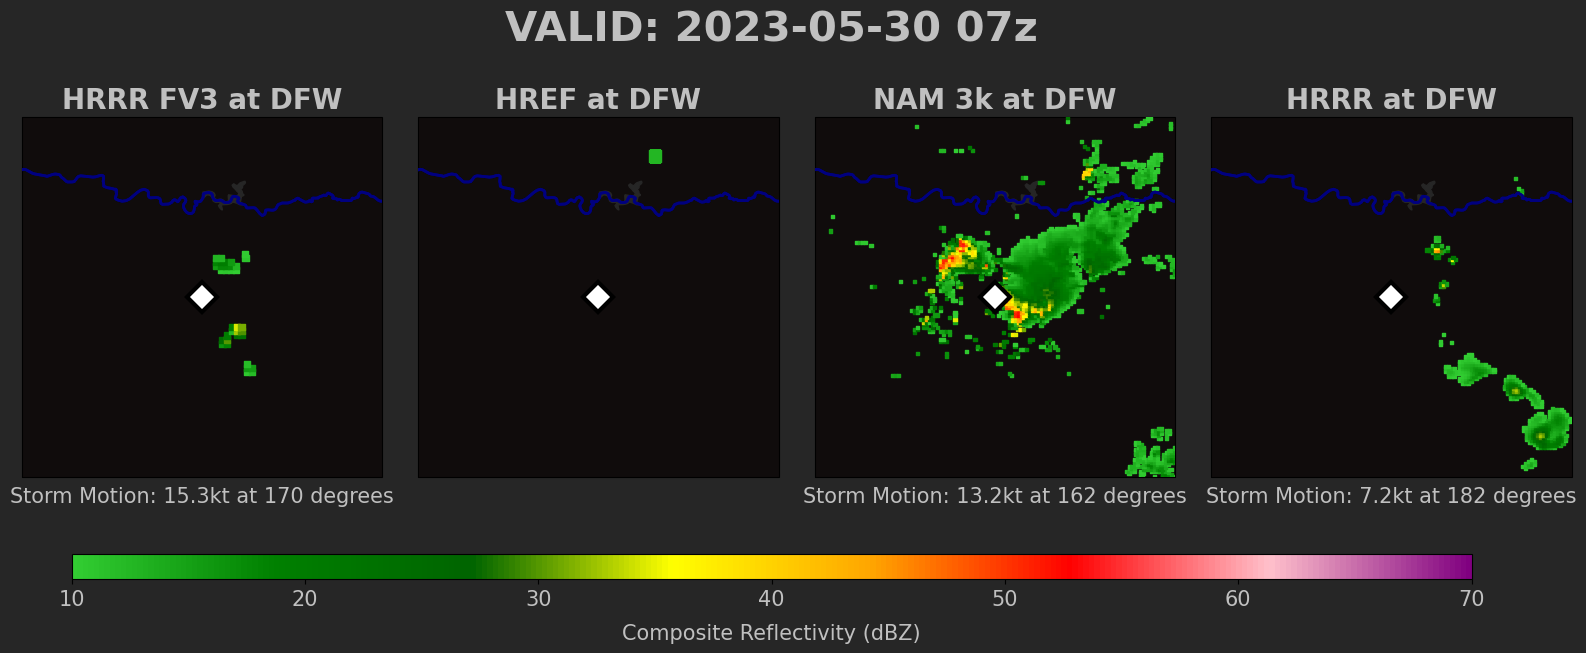 VALID: 2023-05-30 07z
HRRR FV3 at DFW
HREF at DFW
NAM 3k at DFW
HRRR at DFW
Storm Motion: 15.3kt at 170 degrees
Storm Motion: 13.2kt at 162 degrees
Storm Motion: 7.2kt at 182 degrees
10 20 30 40 50 60 70
Composite Reflectivity (dBZ)